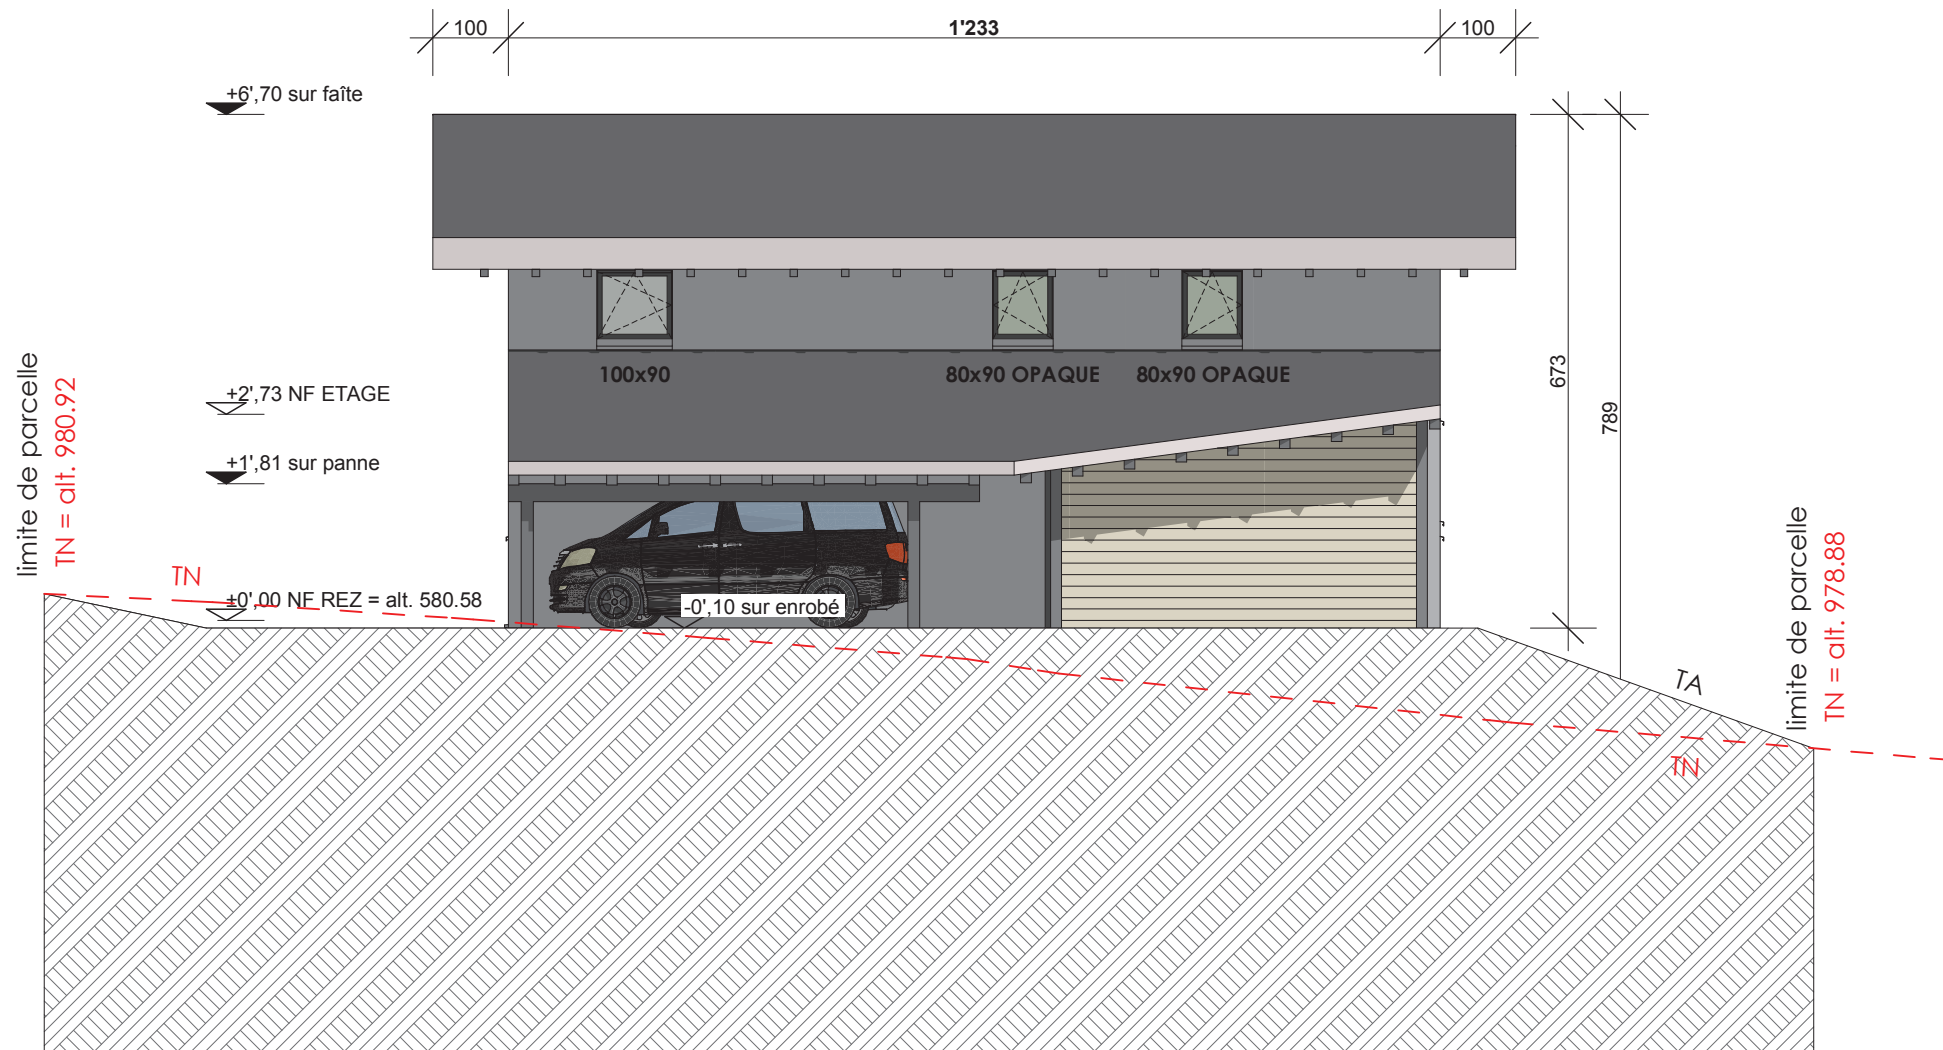 100
1'233
100
+6',70 sur faîte
673
789
100x90
80x90 OPAQUE
80x90 OPAQUE
+2',73 NF ETAGE
+1',81 sur panne
limite de parcelle
TN = alt. 980.92
TN
±0',00 NF REZ = alt. 580.58
-0',10 sur enrobé
limite de parcelle
TN = alt. 978.88
TA
TN